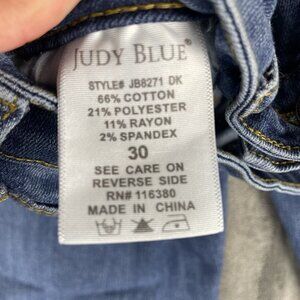 JUDY BLUE®
STYLE# JB8271 DK
66% COTTON
21% POLYESTER
11% RAYON
2% SPANDEX
30
SEE CARE ON
REVERSE SIDE
RN# 116380
MADE IN CHINA